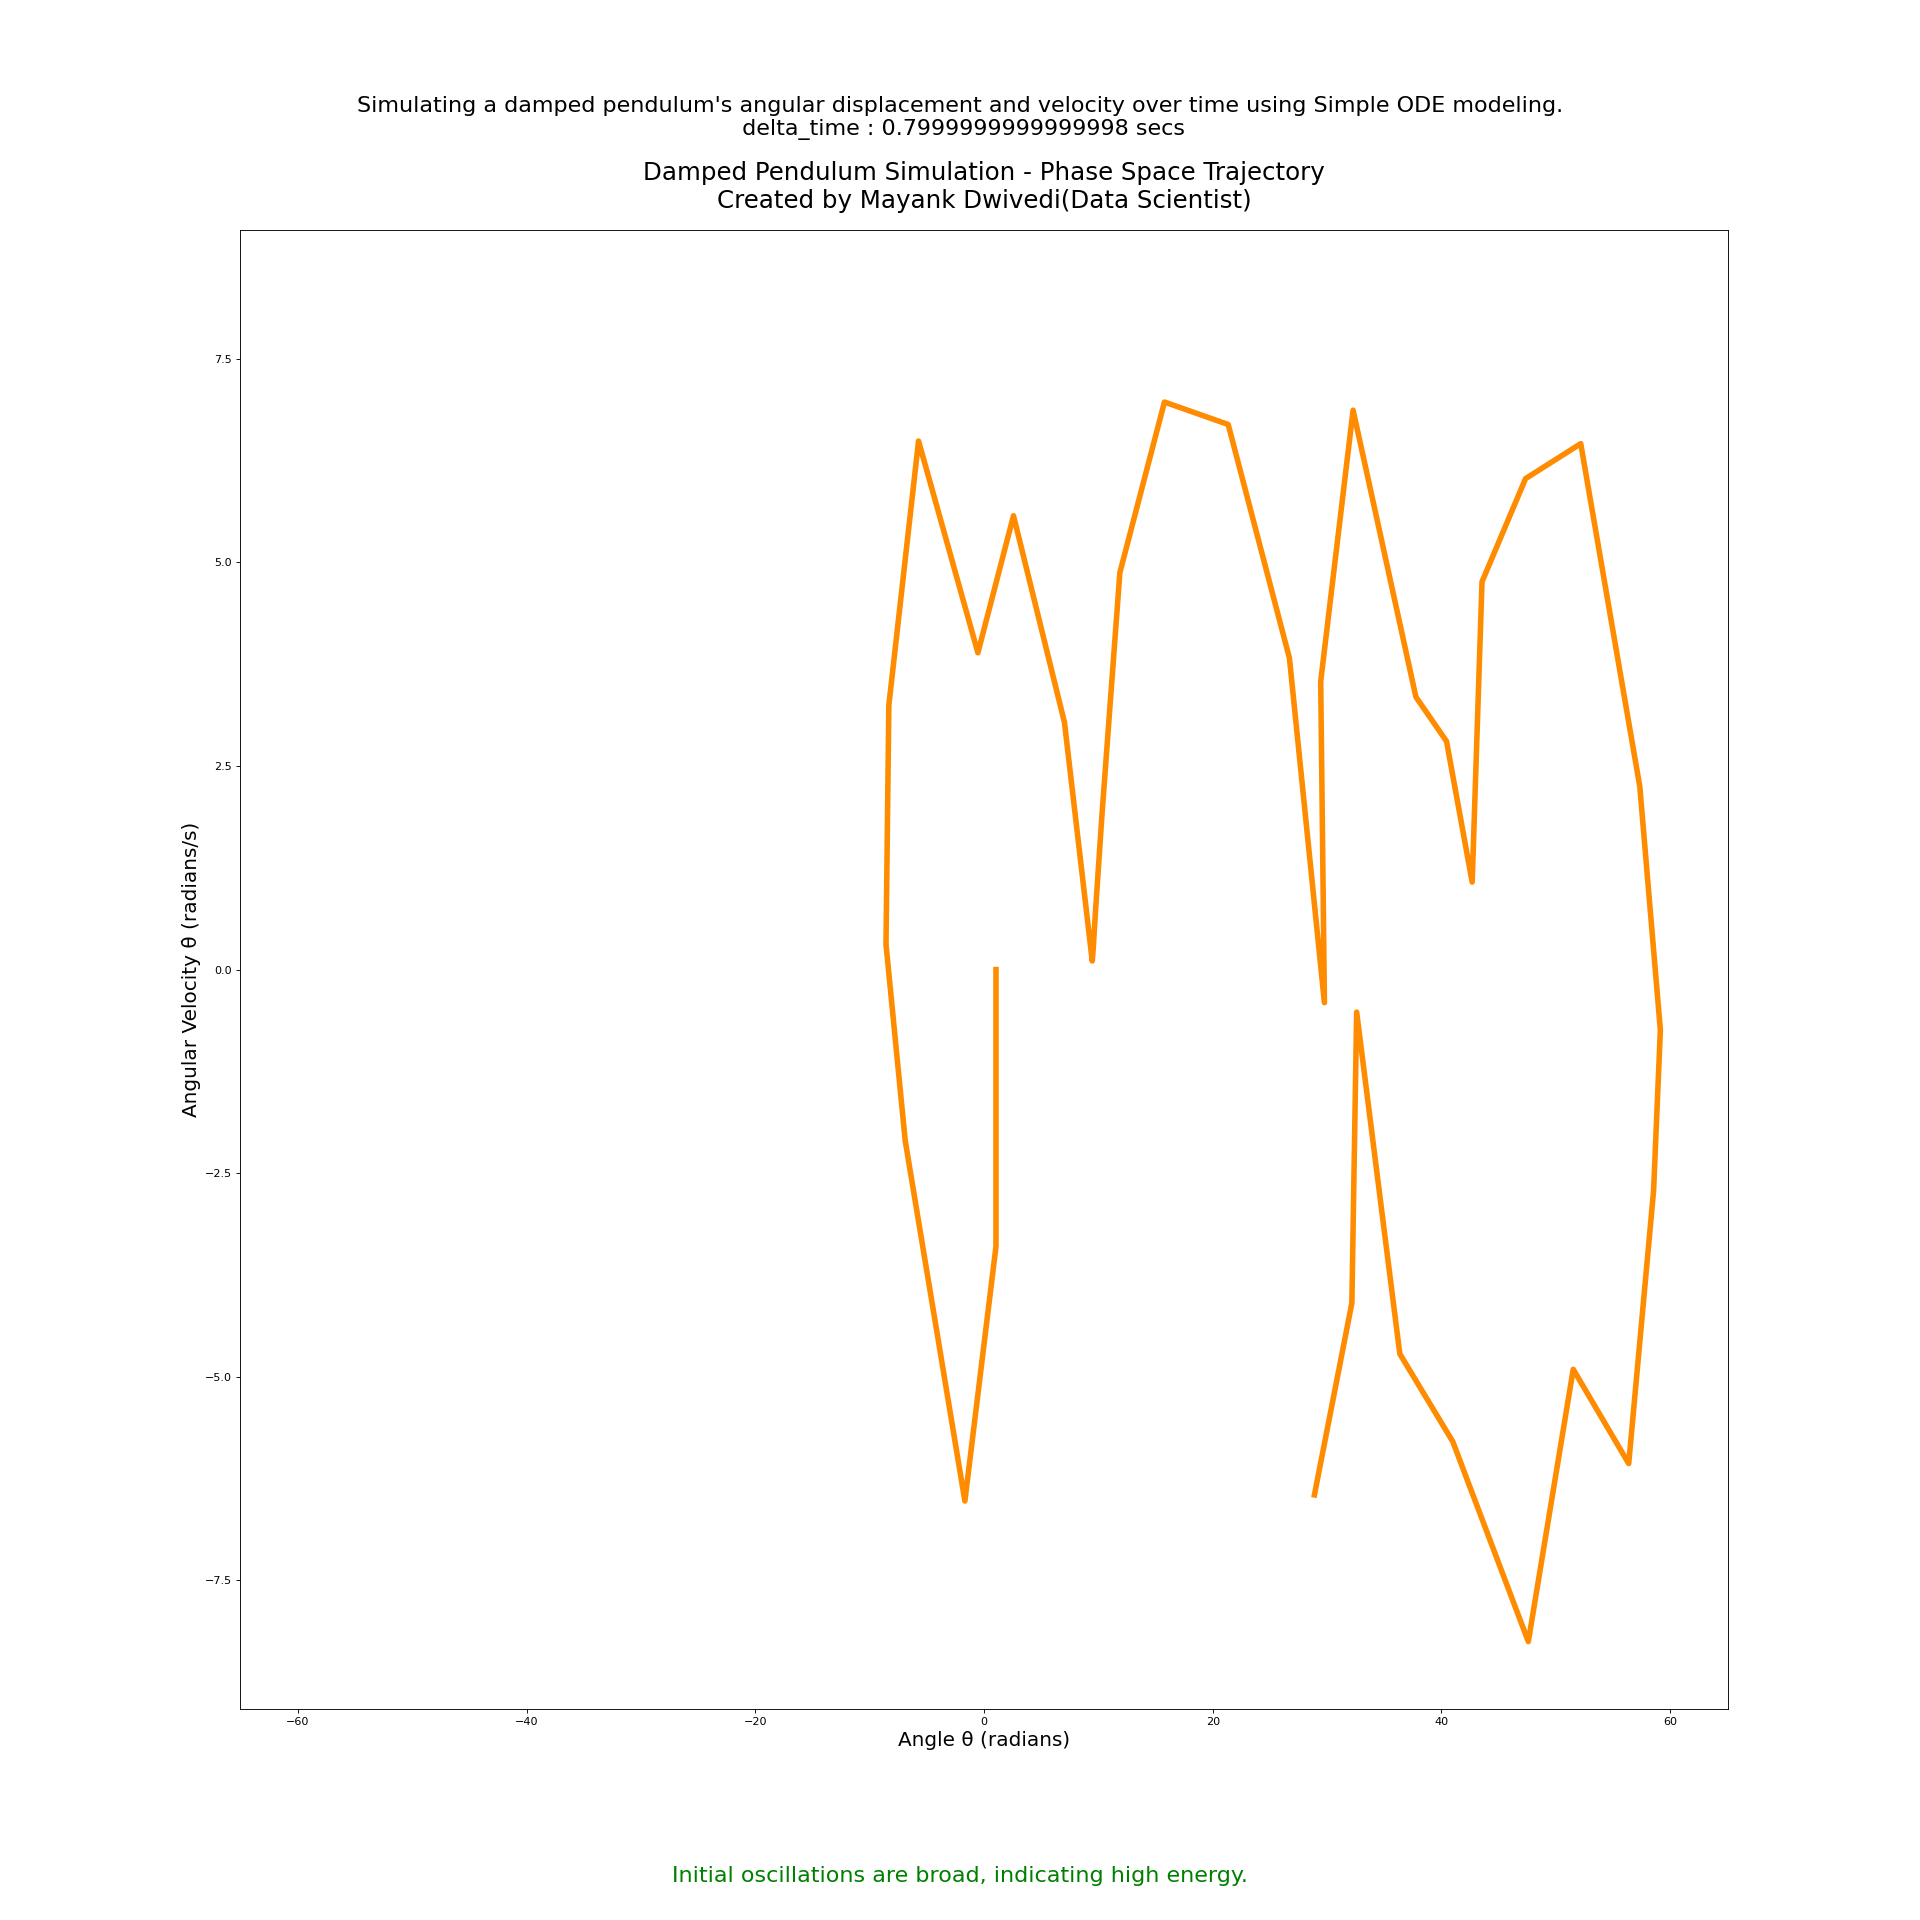 Simulating a damped pendulum's angular displacement and velocity over time using Simple ODE modeling.
delta_time : 0.7999999999999998 secs
Damped Pendulum Simulation - Phase Space Trajectory
Created by Mayank Dwivedi(Data Scientist)
7.5
5.0
2.5
0.0
−2.5
−5.0
−7.5
Angular Velocity θ̇ (radians/s)
−60
−40
−20
0
20
40
60
Angle θ (radians)
Initial oscillations are broad, indicating high energy.